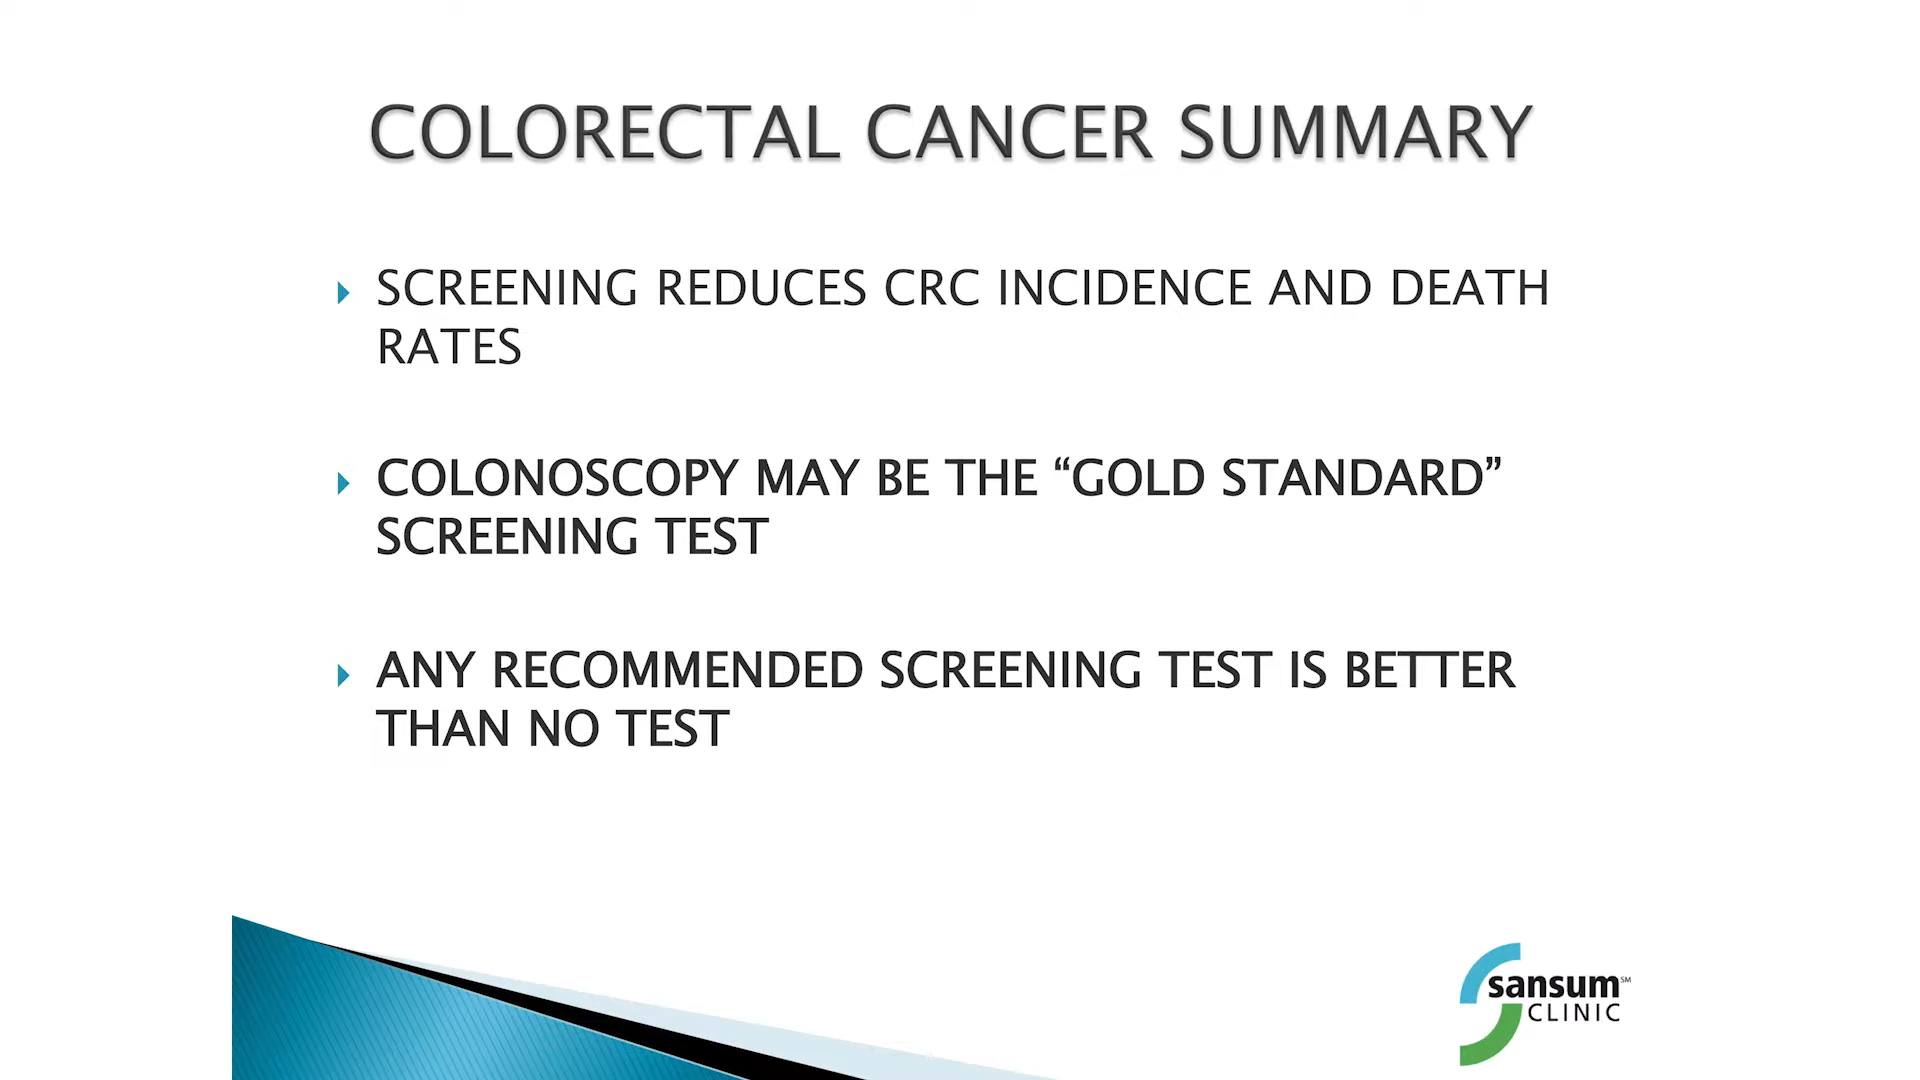 COLORECTAL CANCER SUMMARY
SCREENING REDUCES CRC INCIDENCE AND DEATH
RATES
COLONOSCOPY MAY BE THE “GOLD STANDARD”
SCREENING TEST
ANY RECOMMENDED SCREENING TEST IS BETTER
THAN NO TEST
sansum℠
CLINIC